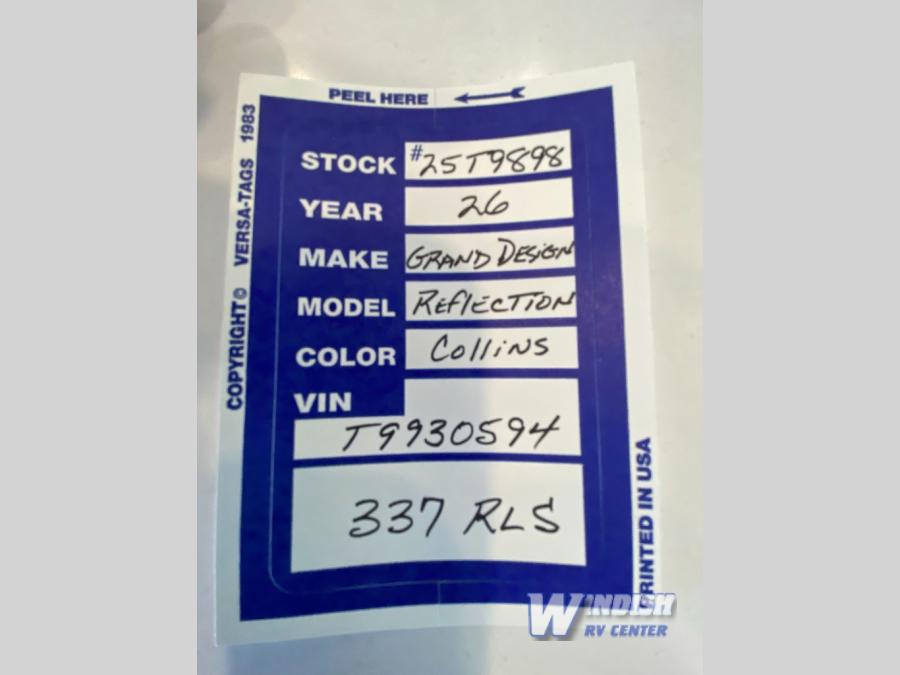 PEEL HERE
COPYRIGHT© VERSA-TAGS 1983
STOCK #25T9898
YEAR 26
MAKE GRAND DESIGN
MODEL REFLECTION
COLOR Collins
VIN
T9930594
337 RLS
PRINTED IN USA
WINDISH
RV CENTER